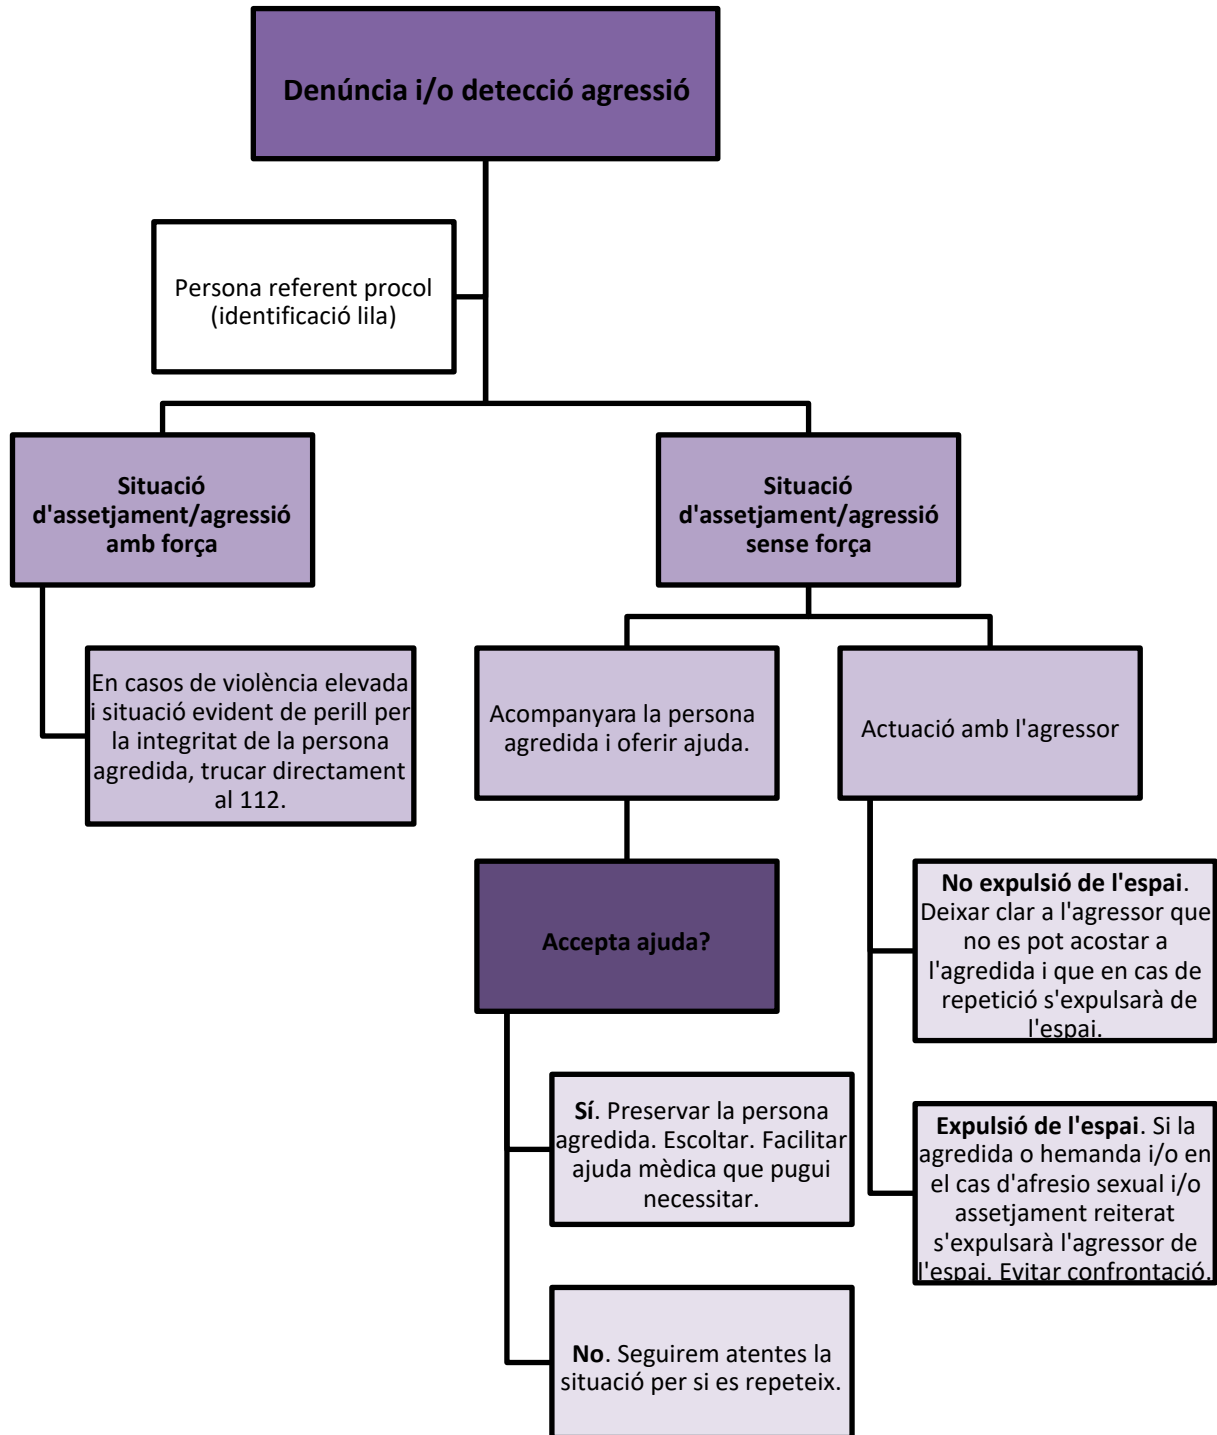 Denúncia i/o detecció agressió
Persona referent procol
(identificació lila)
Situació
d'assetjament/agressió
amb força
Situació
d'assetjament/agressió
sense força
En casos de violència elevada
i situació evident de perill per
la integritat de la persona
agredida, trucar directament
al 112.
Acompanyara la persona
agredida i oferir ajuda.
Actuació amb l'agressor
Accepta ajuda?
No expulsió de l'espai.
Deixar clar a l'agressor que
no es pot acostar a
l'agredida i que en cas de
repetició s'expulsarà de
l'espai.
Sí. Preservar la persona
agredida. Escoltar. Facilitar
ajuda mèdica que pugui
necessitar.
Expulsió de l'espai. Si la
agredida o hemanda i/o en
el cas d'afresio sexual i/o
assetjament reiterat
s'expulsarà l'agressor de
l'espai. Evitar confrontació.
No. Seguirem atentes la
situació per si es repeteix.